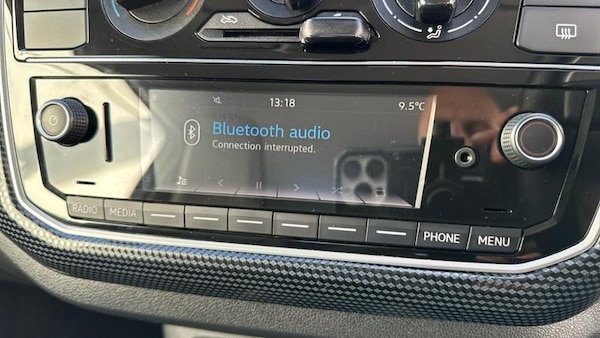 13:18
9.5°C
Bluetooth audio
Connection interrupted.
RADIO
MEDIA
PHONE
MENU